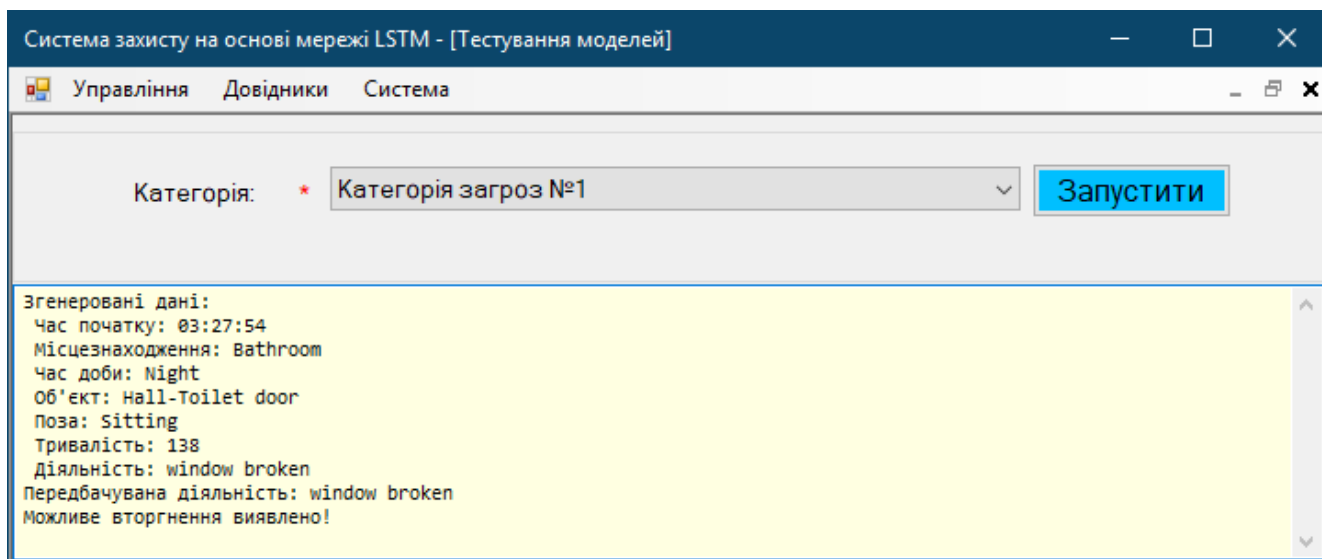 Система захисту на основі мережі LSTM - [Тестування моделей]
Управління Довідники Система
Категорія: * Категорія загроз №1 Запустити
Згенеровані дані:
Час початку: 03:27:54
Місцезнаходження: Bathroom
Час доби: Night
Об'єкт: Hall-Toilet door
Поза: Sitting
Тривалість: 138
Діяльність: window broken
Передбачувана діяльність: window broken
Можливе вторгнення виявлено!